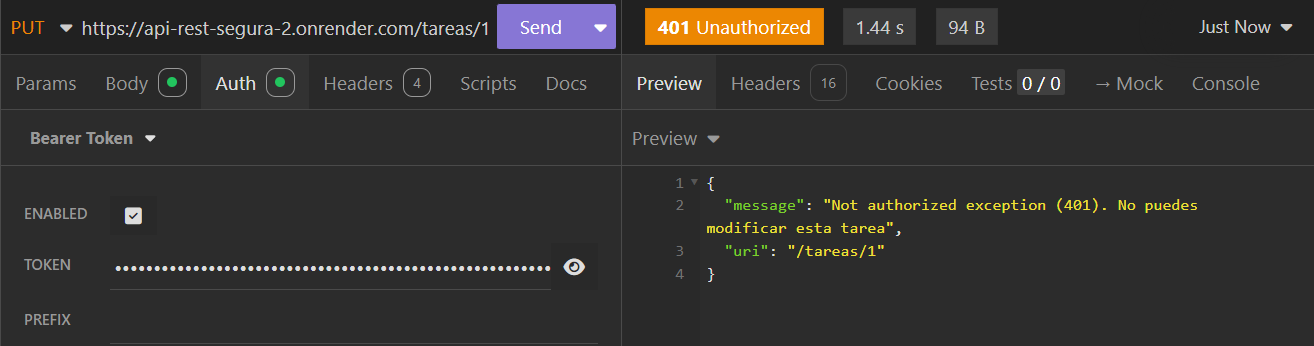 PUT https://api-rest-segura-2.onrender.com/tareas/1 Send
401 Unauthorized 1.44 s 94 B Just Now
Params Body Auth Headers 4 Scripts Docs
Preview Headers 16 Cookies Tests 0 / 0 → Mock Console
Bearer Token
Preview
ENABLED
TOKEN ••••••••••••••••••••••••••••••••••••••••••••••••••••••••
PREFIX
1 {
2 "message": "Not authorized exception (401). No puedes
modificar esta tarea",
3 "uri": "/tareas/1"
4 }